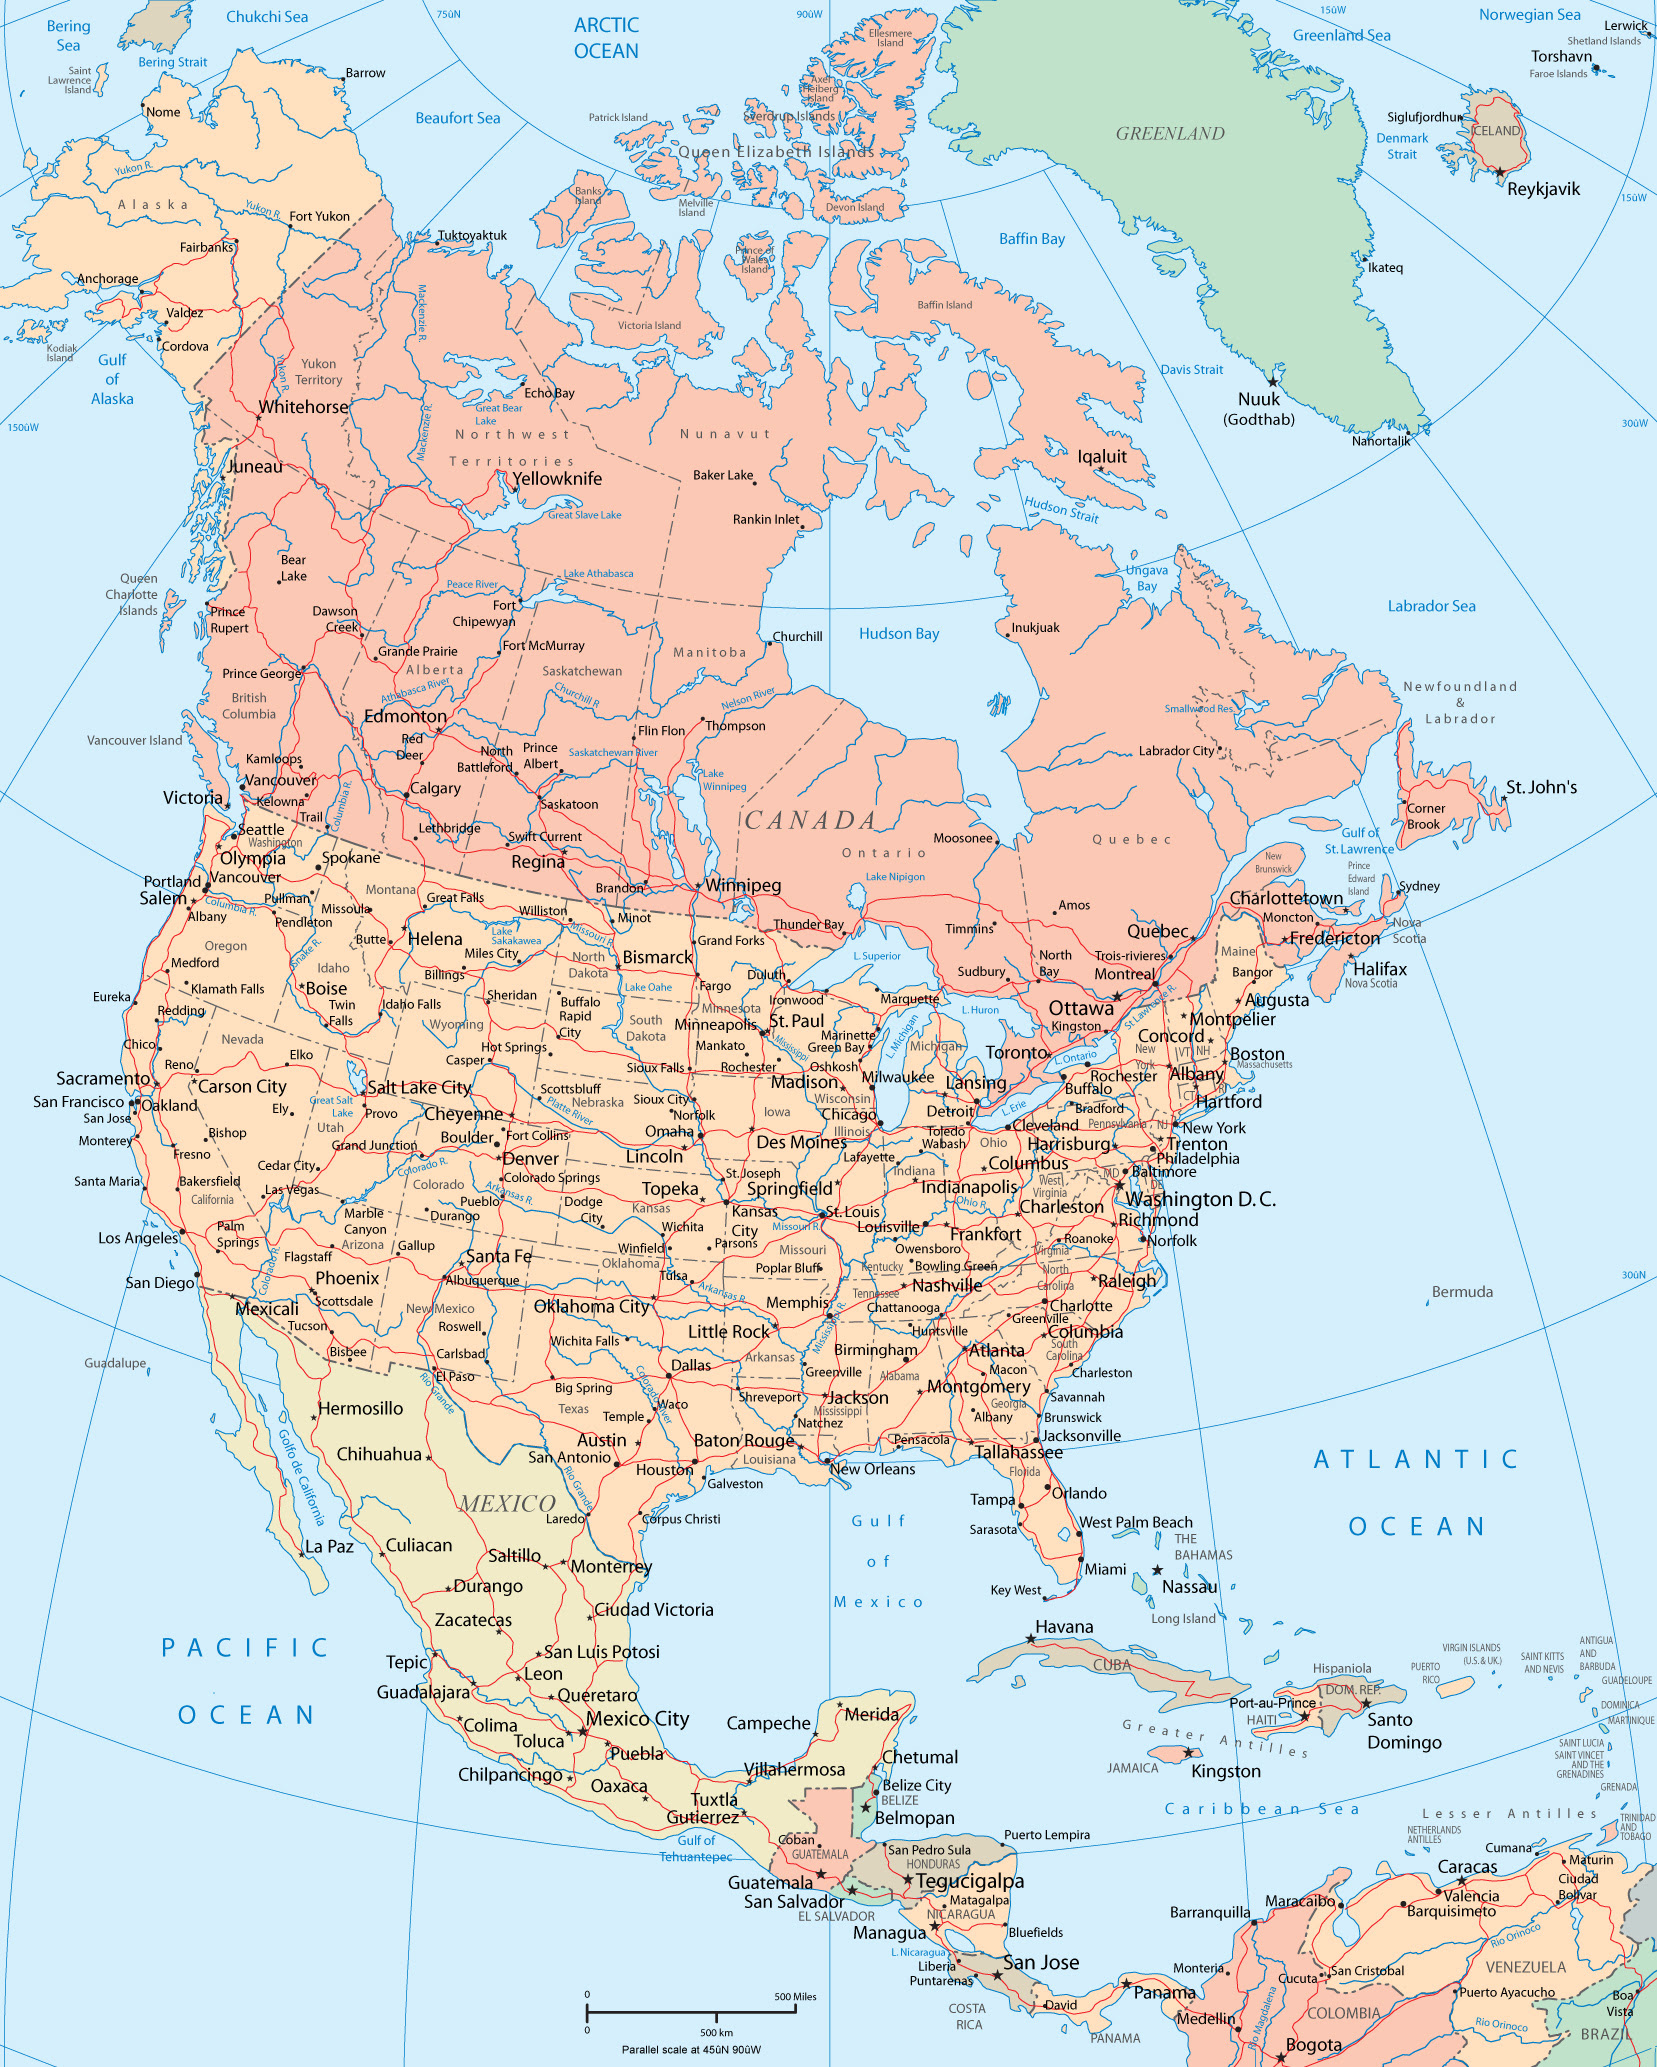 Bering
Sea
Chukchi Sea
75ûN
ARCTIC
OCEAN
90ûW
Ellesmere
Island
15ûW
Greenland Sea
Norwegian Sea
Lerwick
Shetland Islands
Torshavn
Faroe Islands
Bering Strait
Saint
Lawrence
Island
Barrow
Nome
Beaufort Sea
Patrick Island
Axel
Heiberg
Island
Sverdrup Islands
Queen Elizabeth Islands
GREENLAND
Siglufjordhur
Denmark
Strait
ICELAND
Reykjavik
15ûW
Yukon R.
Alaska
Yukon R.
Fort Yukon
Fairbanks
Tuktoyaktuk
Banks
Island
Melville
Island
Devon Island
Prince of
Wales
Island
Baffin Bay
Ikateq
Anchorage
Valdez
Cordova
Kodiak
Island
Gulf
of
Alaska
Mackenzie R.
Victoria Island
Baffin Island
Yukon
Territory
Yukon R.
Whitehorse
Mackenzie R.
Echo Bay
Great Bear
Lake
Northwest
Territories
Nunavut
Davis Strait
Nuuk
(Godthab)
Nanortalik
30ûW
150ûW
Juneau
Yellowknife
Baker Lake
Iqaluit
Great Slave Lake
Rankin Inlet
Hudson Strait
Bear
Lake
Queen
Charlotte
Islands
Prince
Rupert
Dawson
Creek
Peace River
Lake Athabasca
Fort
Chipewyan
Ungava
Bay
Labrador Sea
Hudson Bay
Churchill
Inukjuak
Grande Prairie
Fort McMurray
Alberta
Saskatchewan
Manitoba
Prince George
British
Columbia
Athabasca River
Churchill R
Nelson River
Newfoundland
&
Labrador
Smallwood Res.
Edmonton
Flin Flon
Thompson
Vancouver Island
Red
Deer
North
Battleford
Prince
Albert
Saskatchewan River
Labrador City
Kamloops
Vancouver
Victoria
Kelowna
Columbia R.
Calgary
Saskatoon
Lake
Winnipeg
St. John's
Corner
Brook
Trail
Lethbridge
Swift Current
Regina
CANADA
Ontario
Moosonee
Quebec
Gulf of
St. Lawrence
Seattle
Washington
Olympia
Spokane
Vancouver
Portland
Salem
Albany
Columbia R.
Pullman
Pendleton
Missoula
Montana
Great Falls
Brandon
Winnipeg
Lake Nipigon
New
Brunswick
Prince
Edward
Island
Sydney
Charlottetown
Moncton
Fredericton
Nova
Scotia
Amos
Thunder Bay
Timmins
Quebec
Williston
Minot
Missouri R.
Lake
Sakakawea
Grand Forks
Butte
Helena
Miles City
Billings
North
Dakota
Bismarck
L. Superior
Sudbury
North
Bay
Trois-rivieres
Montreal
Maine
Bangor
Augusta
Halifax
Nova Scotia
Oregon
Medford
Klamath Falls
Snake R.
Idaho
Boise
Twin
Falls
Idaho Falls
Sheridan
Buffalo
Rapid
City
Lake Oahe
Fargo
Duluth
Ironwood
Marquette
Minnesota
Ottawa
Kingston
St. Lawrence R.
Montpelier
Eureka
Redding
Nevada
Wyoming
South
Dakota
Minneapolis
St. Paul
Mississippi
Marinette
Green Bay
L. Michigan
L. Huron
Michigan
Toronto
L. Ontario
Concord
New
York
VT
NH
Boston
Massachusetts
Chico
Reno
Elko
Hot Springs
Casper
Mankato
Rochester
Sioux Falls
Oshkosh
Madison
Milwaukee
Lansing
Rochester
Buffalo
Albany
Sacramento
Carson City
Salt Lake City
Great Salt
Lake
Provo
Utah
Cheyenne
Scottsbluff
Nebraska
Platte River
Sioux City
Norfolk
Iowa
Wisconsin
Chicago
Illinois
Detroit
L. Erie
Bradford
CT
RI
Hartford
San Francisco
Oakland
San Jose
Monterey
Ely
Bishop
Fresno
Grand Junction
Boulder
Fort Collins
Denver
Omaha
Lincoln
Des Moines
Toledo
Wabash
Lafayette
Cleveland
Ohio
Pennsylvania
NJ
New York
Harrisburg
Trenton
Philadelphia
Cedar City
Colorado R.
Colorado Springs
Colorado
St. Joseph
Indiana
Columbus
MD
Baltimore
Santa Maria
Bakersfield
California
Las Vegas
Marble
Canyon
Arkansas R.
Pueblo
Durango
Dodge
City
Topeka
Kansas
Kansas
City
Springfield
St. Louis
Missouri R.
Indianapolis
West
Virginia
Ohio R.
Charleston
DE
Washington D. C.
Louisville
Frankfort
Richmond
Los Angeles
Palm
Springs
Arizona
Gallup
Flagstaff
Colorado R.
Santa Fe
Wichita
Winfield
Parsons
Missouri
Owensboro
Bowling Green
Kentucky
Roanoke
Virginia
Norfolk
San Diego
Phoenix
Scottsdale
Albuquerque
Oklahoma
Tulsa
Poplar Bluff
Arkansas R.
Nashville
Tennessee
North
Carolina
Raleigh
30ûN
Bermuda
Mexicali
Tucson
New Mexico
Roswell
Oklahoma City
Memphis
Chattanooga
Charlotte
Greenville
Bisbee
Carlsbad
El Paso
Wichita Falls
Little Rock
Arkansas
Mississippi R.
Huntsville
Columbia
South
Carolina
Birmingham
Atlanta
Guadalupe
Rio Grande
Dallas
Greenville
Alabama
Macon
Charleston
Big Spring
Texas
Colorado River
Waco
Temple
Shreveport
Jackson
Mississippi
Natchez
Montgomery
Georgia
Albany
Savannah
Brunswick
Hermosillo
Golfo de California
Chihuahua
Austin
San Antonio
Baton Rouge
Louisiana
Pensacola
Jacksonville
Tallahassee
ATLANTIC
OCEAN
MEXICO
Rio Grande
Houston
Galveston
New Orleans
Florida
Laredo
Corpus Christi
Gulf
of
Mexico
Tampa
Orlando
Sarasota
West Palm Beach
THE
BAHAMAS
La Paz
Culiacan
Saltillo
Monterrey
Miami
Key West
Nassau
Long Island
Durango
Zacatecas
Ciudad Victoria
Havana
CUBA
PACIFIC
OCEAN
San Luis Potosi
Tepic
Leon
Guadalajara
Queretaro
Hispaniola
DOM. REP.
PUERTO
RICO
VIRGIN ISLANDS
(U.S. & UK.)
SAINT KITTS
AND NEVIS
ANTIGUA
AND
BARBUDA
GUADELOUPE
DOMINICA
MARTINIQUE
Port-au-Prince
HAITI
Santo
Domingo
Colima
Mexico City
Toluca
Puebla
Campeche
Merida
Greater Antilles
JAMAICA
Kingston
SAINT LUCIA
SAINT VINCET
AND THE
GRENADINES
GRENADA
Chilpancingo
Oaxaca
Villahermosa
Chetumal
Belize City
BELIZE
Belmopan
Tuxtla
Gutierrez
Caribbean Sea
Lesser Antilles
NETHERLANDS
ANTILLES
TRINIDAD
AND
TOBAGO
Gulf of
Tehuantepec
Coban
GUATEMALA
San Pedro Sula
HONDURAS
Puerto Lempira
Cumana
Maturin
Guatemala
San Salvador
EL SALVADOR
Tegucigalpa
Matagalpa
NICARAGUA
Managua
Bluefields
Caracas
Valencia
Barquisimeto
Ciudad
Bolivar
Maracaibo
Barranquilla
Rio Orinoco
L. Nicaragua
Liberia
Puntarenas
San Jose
COSTA
RICA
David
PANAMA
Panama
Monteria
Cucuta
San Cristobal
VENEZUELA
Puerto Ayacucho
Medellin
Rio Magdalena
COLOMBIA
Rio Orinoco
Boa
Vista
BRAZIL
Bogota
0
500 Miles
0
500 km
Parallel scale at 45ûN 90ûW